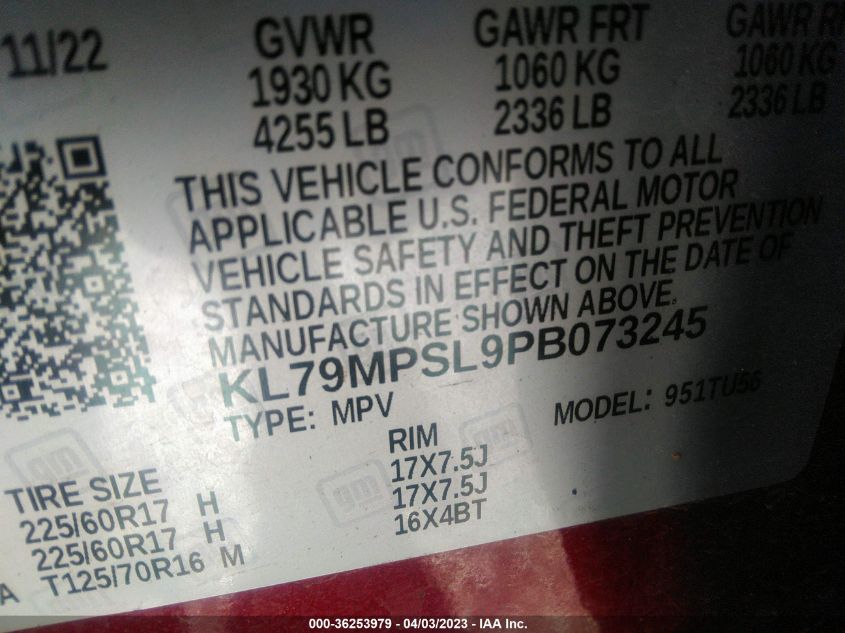 11/22 GVWR GAWR FRT GAWR
1930 KG 1060 KG 1060 KG
4255 LB 2336 LB 2336 LB
THIS VEHICLE CONFORMS TO ALL
APPLICABLE U.S. FEDERAL MOTOR
VEHICLE SAFETY AND THEFT PREVENTION
STANDARDS IN EFFECT ON THE DATE OF
MANUFACTURE SHOWN ABOVE.
KL79MPSL9PB073245
TYPE: MPV MODEL: 951TU56
TIRE SIZE RIM
225/60R17 H 17X7.5J
225/60R17 H 17X7.5J
A T125/70R16 M 16X4BT
gm
gm
000-36253979 - 04/03/2023 - IAA Inc.